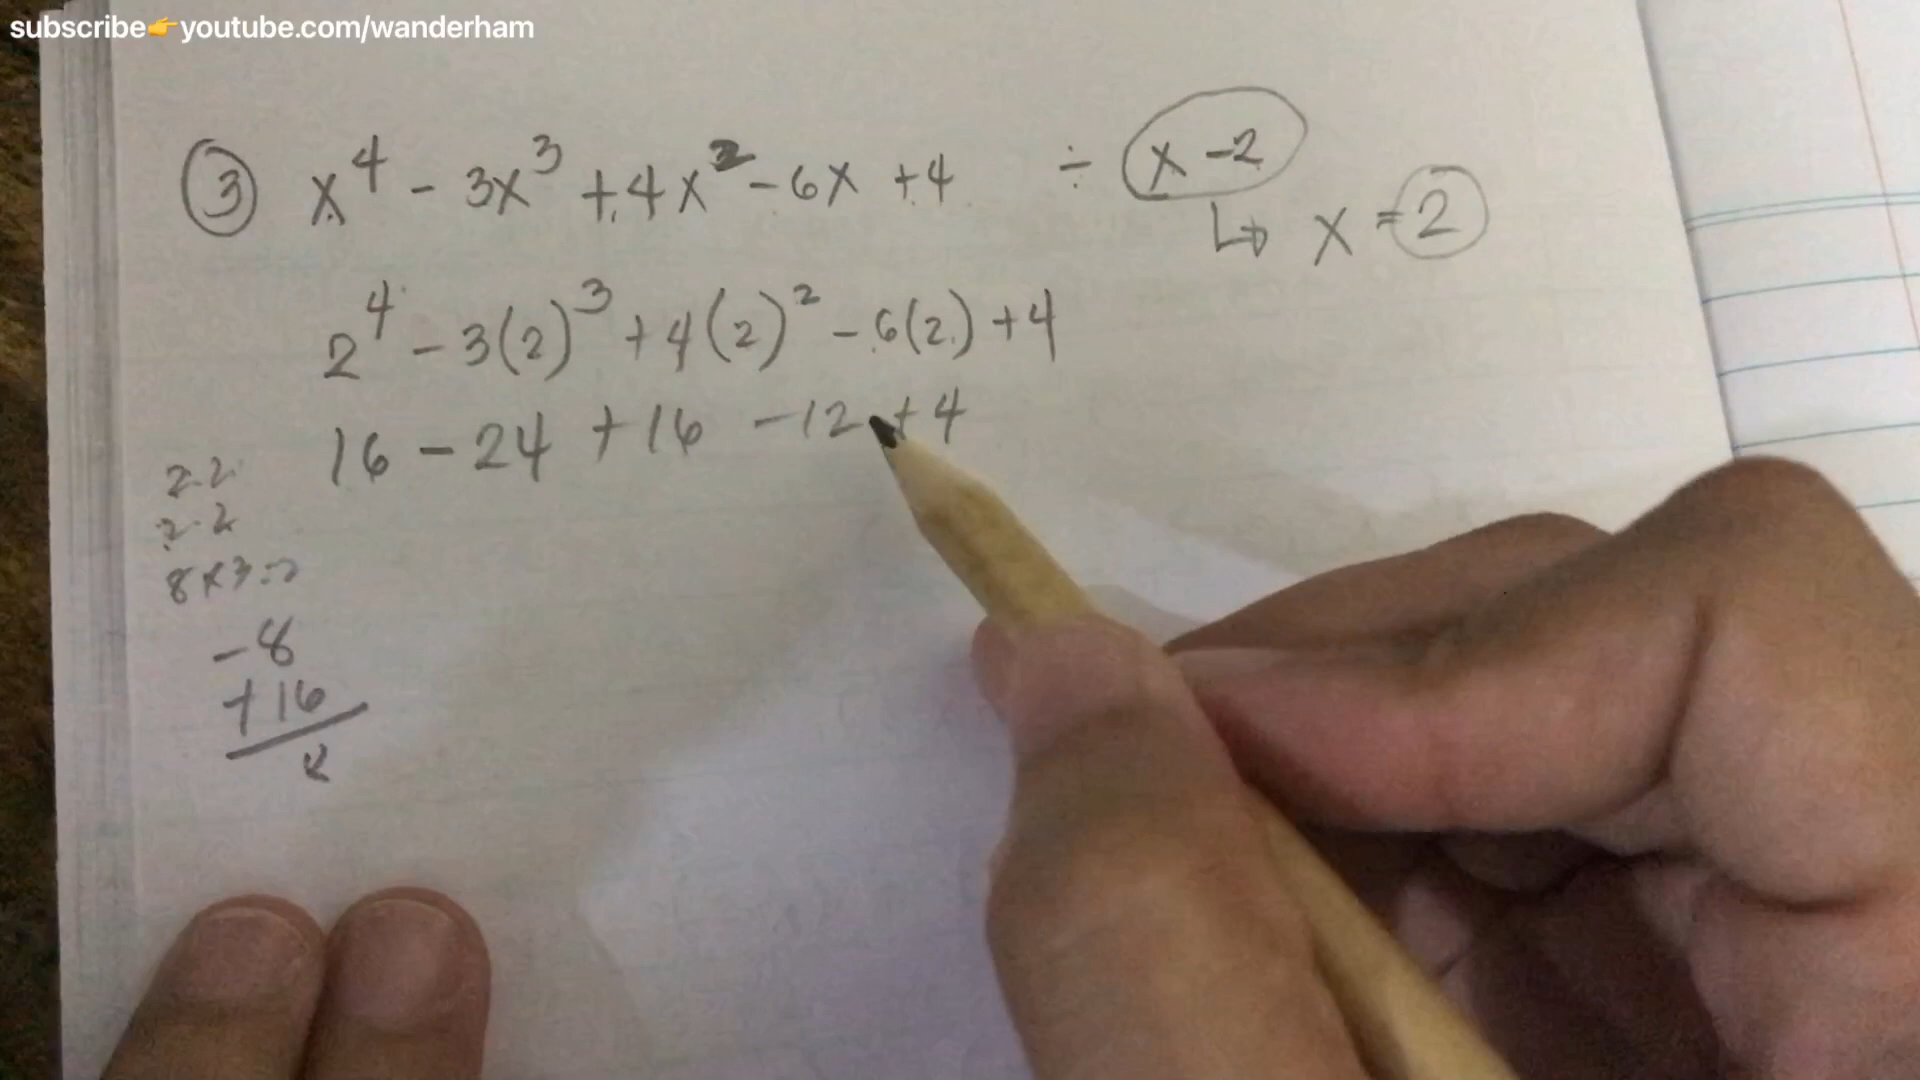 subscribe👉youtube.com/wanderham
③ x⁴ - 3x³ + 4x² - 6x + 4 ÷ x - 2
↳ x = 2
2⁴ - 3(2)³ + 4(2)² - 6(2) + 4
16 - 24 + 16 - 12 + 4
2·2
2·2
8 x 3 =
-8
+16